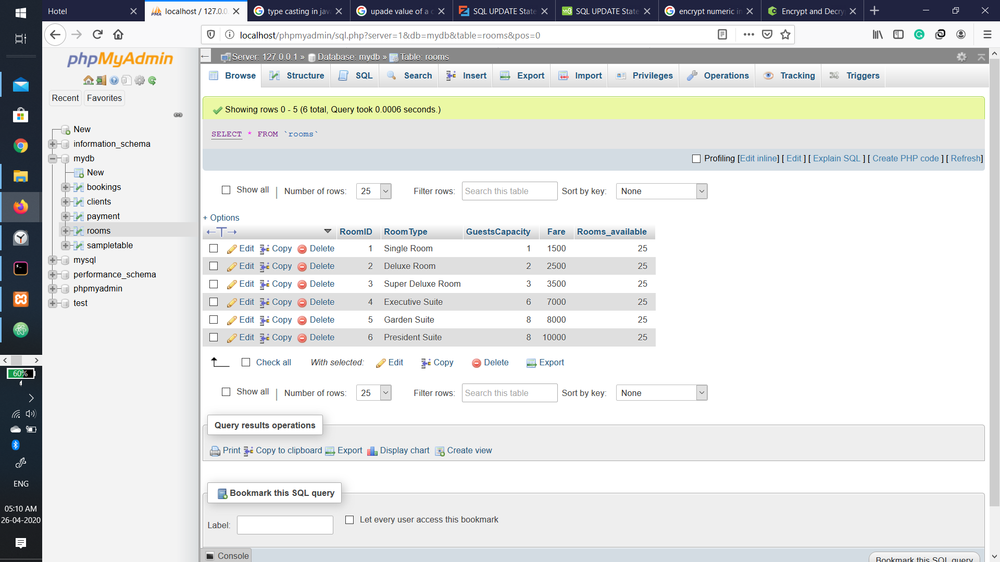 Hotel
localhost / 127.0.0.
type casting in jav
upade value of a c
SQL UPDATE State
SQL UPDATE State
encrypt numeric in
Encrypt and Decry
localhost/phpmyadmin/sql.php?server=1&db=mydb&table=rooms&pos=0
phpMyAdmin
Recent Favorites
New
information_schema
mydb
New
bookings
clients
payment
rooms
sampletable
mysql
performance_schema
phpmyadmin
test
Server: 127.0.0.1 » Database: mydb » Table: rooms
Browse Structure SQL Search Insert Export Import Privileges Operations Tracking Triggers
Showing rows 0 - 5 (6 total, Query took 0.0006 seconds.)
SELECT * FROM `rooms`
Profiling [Edit inline] [ Edit ] [ Explain SQL ] [ Create PHP code ] [ Refresh]
Show all | Number of rows: 25 Filter rows: Search this table Sort by key: None
+ Options
←T→ RoomID RoomType GuestsCapacity Fare Rooms_available
Edit Copy Delete 1 Single Room 1 1500 25
Edit Copy Delete 2 Deluxe Room 2 2500 25
Edit Copy Delete 3 Super Deluxe Room 3 3500 25
Edit Copy Delete 4 Executive Suite 6 7000 25
Edit Copy Delete 5 Garden Suite 8 8000 25
Edit Copy Delete 6 President Suite 8 10000 25
Check all With selected: Edit Copy Delete Export
Show all | Number of rows: 25 Filter rows: Search this table Sort by key: None
Query results operations
Print Copy to clipboard Export Display chart Create view
Bookmark this SQL query
Label: Let every user access this bookmark
Console
Bookmark this SQL query
60%
ENG
05:10 AM
26-04-2020